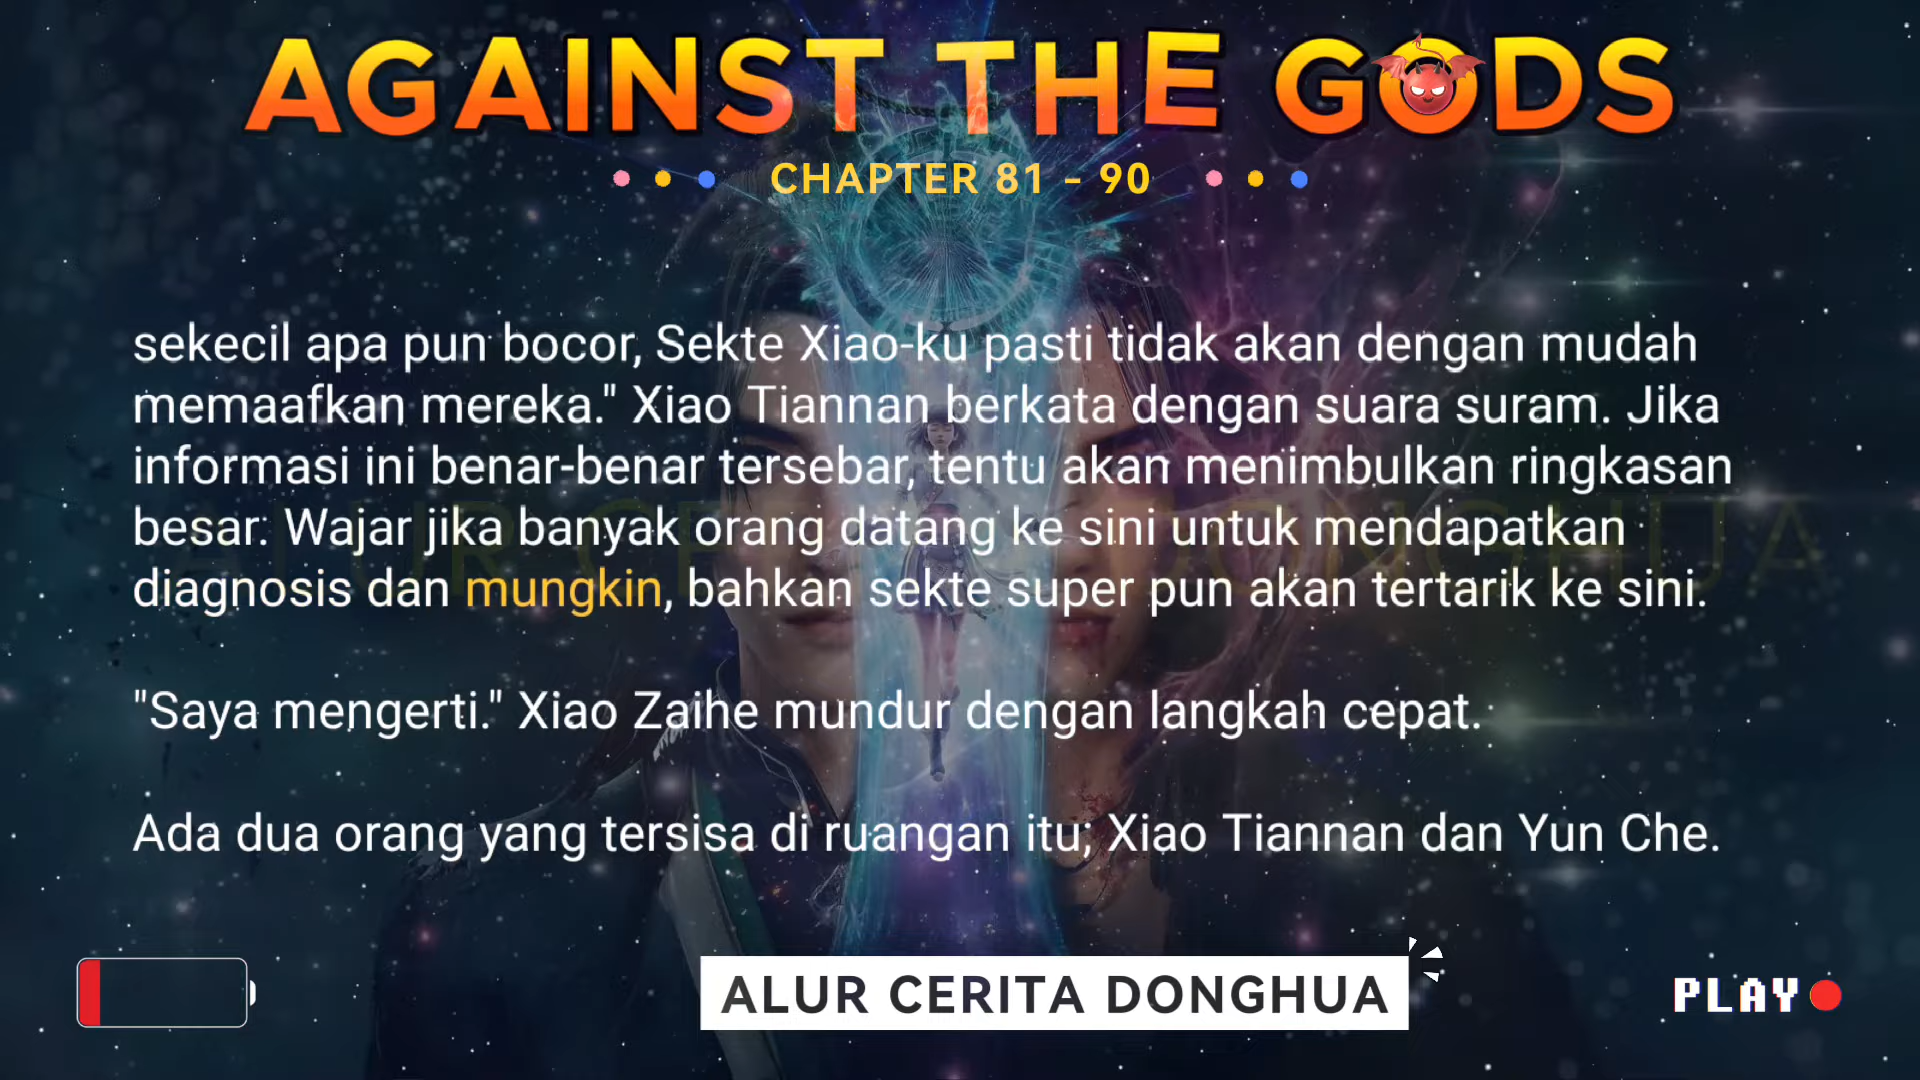 AGAINST THE GODS
CHAPTER 81 - 90
sekecil apa pun bocor, Sekte Xiao-ku pasti tidak akan dengan mudah
memaafkan mereka." Xiao Tiannan berkata dengan suara suram. Jika
informasi ini benar-benar tersebar, tentu akan menimbulkan ringkasan
besar. Wajar jika banyak orang datang ke sini untuk mendapatkan
diagnosis dan mungkin, bahkan sekte super pun akan tertarik ke sini.
"Saya mengerti." Xiao Zaihe mundur dengan langkah cepat.
Ada dua orang yang tersisa di ruangan itu; Xiao Tiannan dan Yun Che.
ALUR CERITA DONGHUA
PLAY